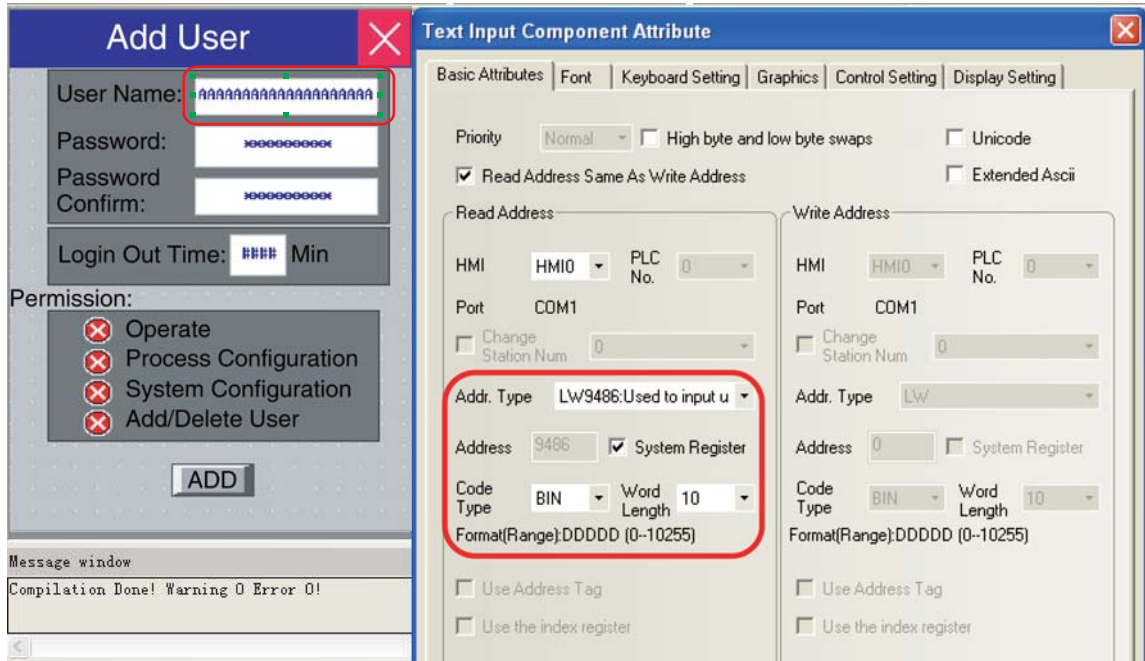 Add User
User Name: AAAAAAAAAAAAAAAAAAAA
Password: **********
Password
Confirm: **********
Login Out Time: #### Min
Permission:
Operate
Process Configuration
System Configuration
Add/Delete User
ADD
Message window
Compilation Done! Warning 0 Error 0!
Text Input Component Attribute
Basic Attributes Font Keyboard Setting Graphics Control Setting Display Setting
Priority Normal High byte and low byte swaps Unicode
Read Address Same As Write Address Extended Ascii
Read Address
HMI HMI0 PLC No. 0
Port COM1
Change Station Num 0
Addr. Type LW9486:Used to input u
Address 9486 System Register
Code Type BIN Word Length 10
Format(Range):DDDDD (0--10255)
Use Address Tag
Use the index register
Write Address
HMI HMI0 PLC No. 0
Port COM1
Change Station Num 0
Addr. Type LW
Address 0 System Register
Code Type BIN Word Length 10
Format(Range):DDDDD (0--10255)
Use Address Tag
Use the index register